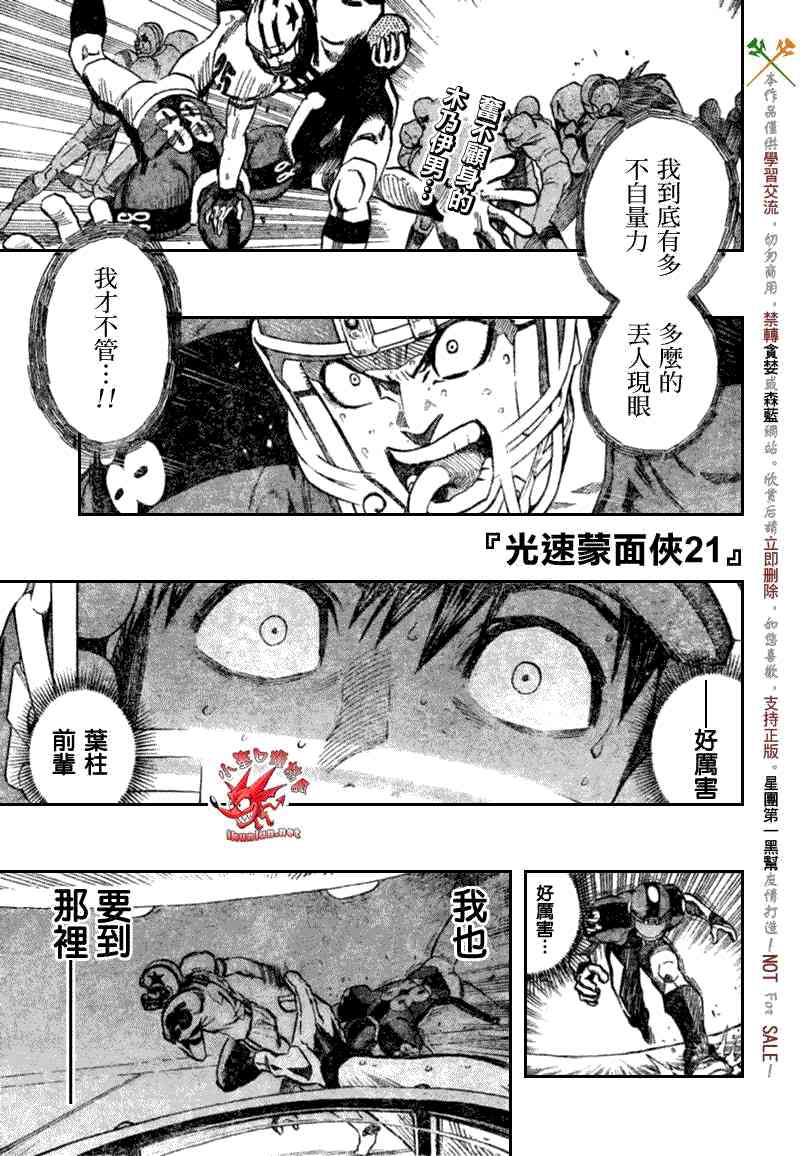 奮不顧身的
木乃伊男…
我到底有多
不自量力
多麼的
丟人現眼
我才不管…!!
『光速蒙面俠21』
——好厲害
葉柱
前輩
好厲害…
我也
要到
那裡——
ibunion.net
本作品僅供學習交流，切勿商用，禁轉貪婪或森藍網站。欣賞后請立即刪除，如您喜歡，支持正版。星團第一黑幫友情打造—NOT For SALE—